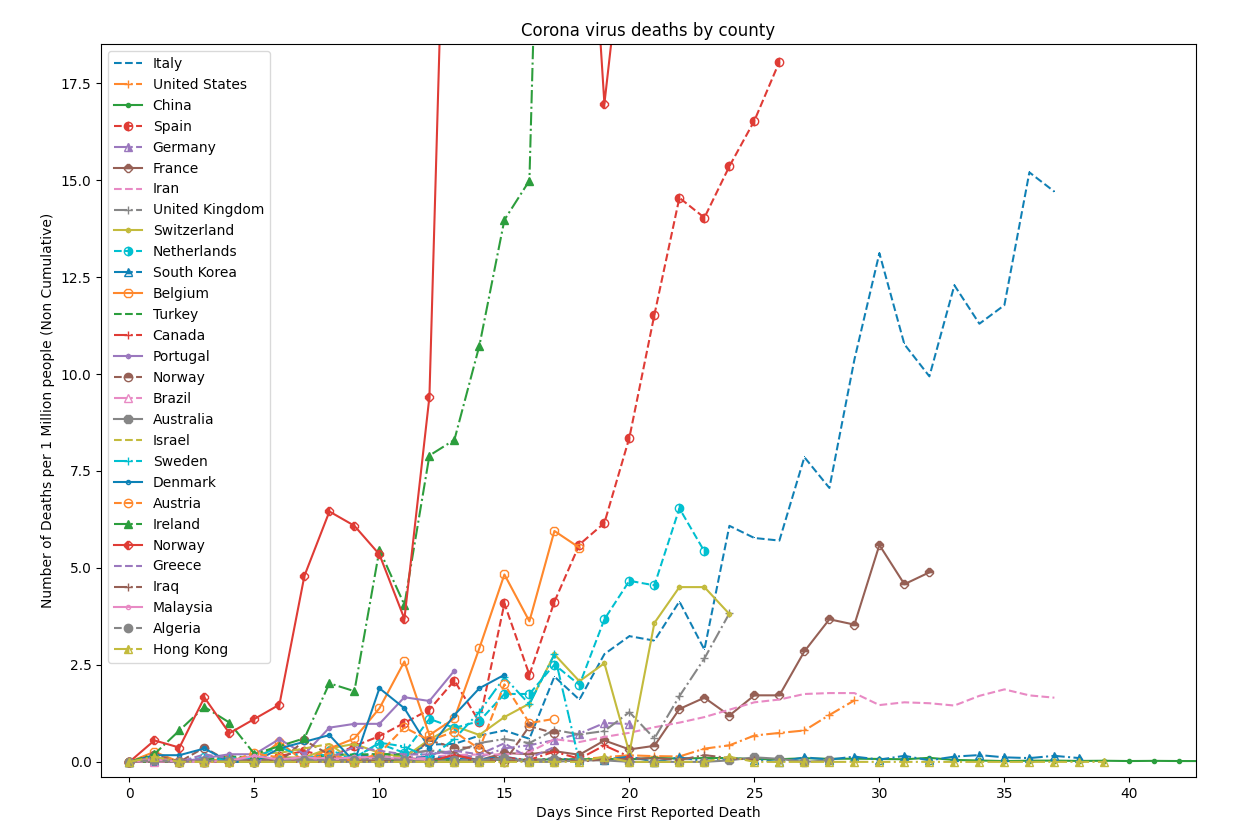 Corona virus deaths by county
Number of Deaths per 1 Million people (Non Cumulative)
17.5
15.0
12.5
10.0
7.5
5.0
2.5
0.0
Italy
United States
China
Spain
Germany
France
Iran
United Kingdom
Switzerland
Netherlands
South Korea
Belgium
Turkey
Canada
Portugal
Norway
Brazil
Australia
Israel
Sweden
Denmark
Austria
Ireland
Norway
Greece
Iraq
Malaysia
Algeria
Hong Kong
0 5 10 15 20 25 30 35 40
Days Since First Reported Death